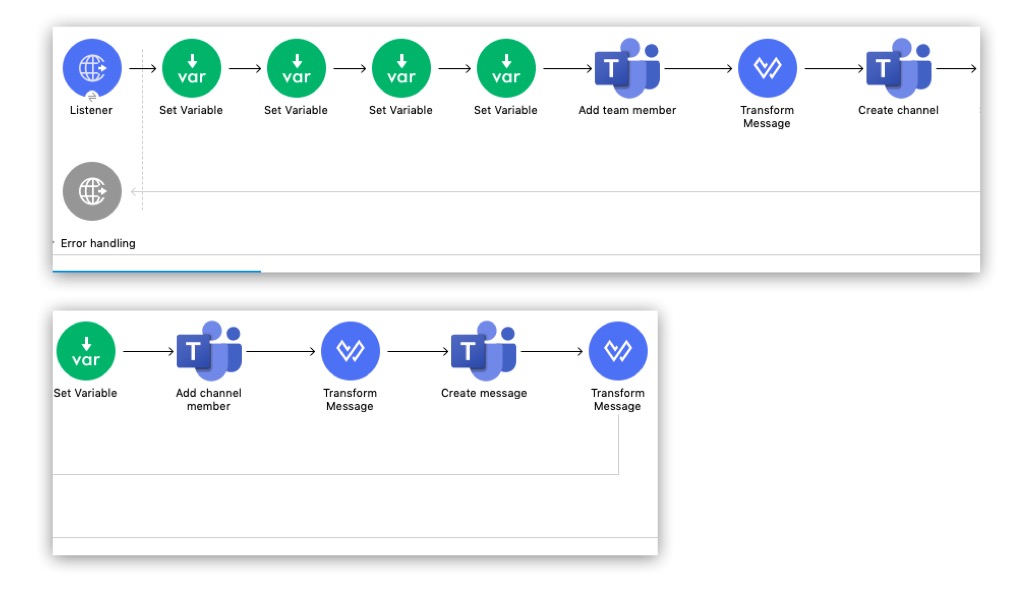 var
var
var
var
T
T
Listener
Set Variable
Set Variable
Set Variable
Set Variable
Add team member
Transform
Message
Create channel
Error handling
var
T
T
Set Variable
Add channel
member
Transform
Message
Create message
Transform
Message